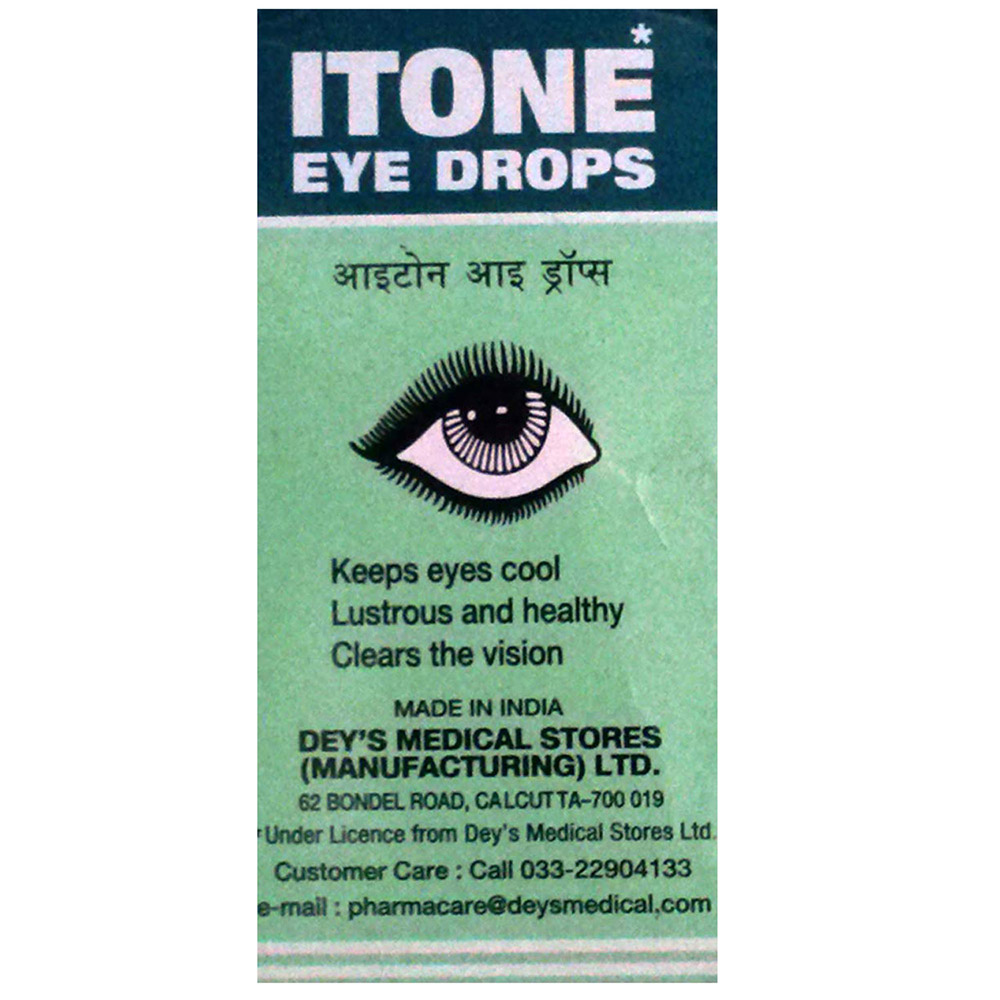 ITONE*
EYE DROPS
आइटोन आइ ड्रॉप्स
Keeps eyes cool
Lustrous and healthy
Clears the vision
MADE IN INDIA
DEY'S MEDICAL STORES
(MANUFACTURING) LTD.
62 BONDEL ROAD, CALCUTTA-700 019
* Under Licence from Dey's Medical Stores Ltd.
Customer Care : Call 033-22904133
e-mail : pharmacare@deysmedical.com